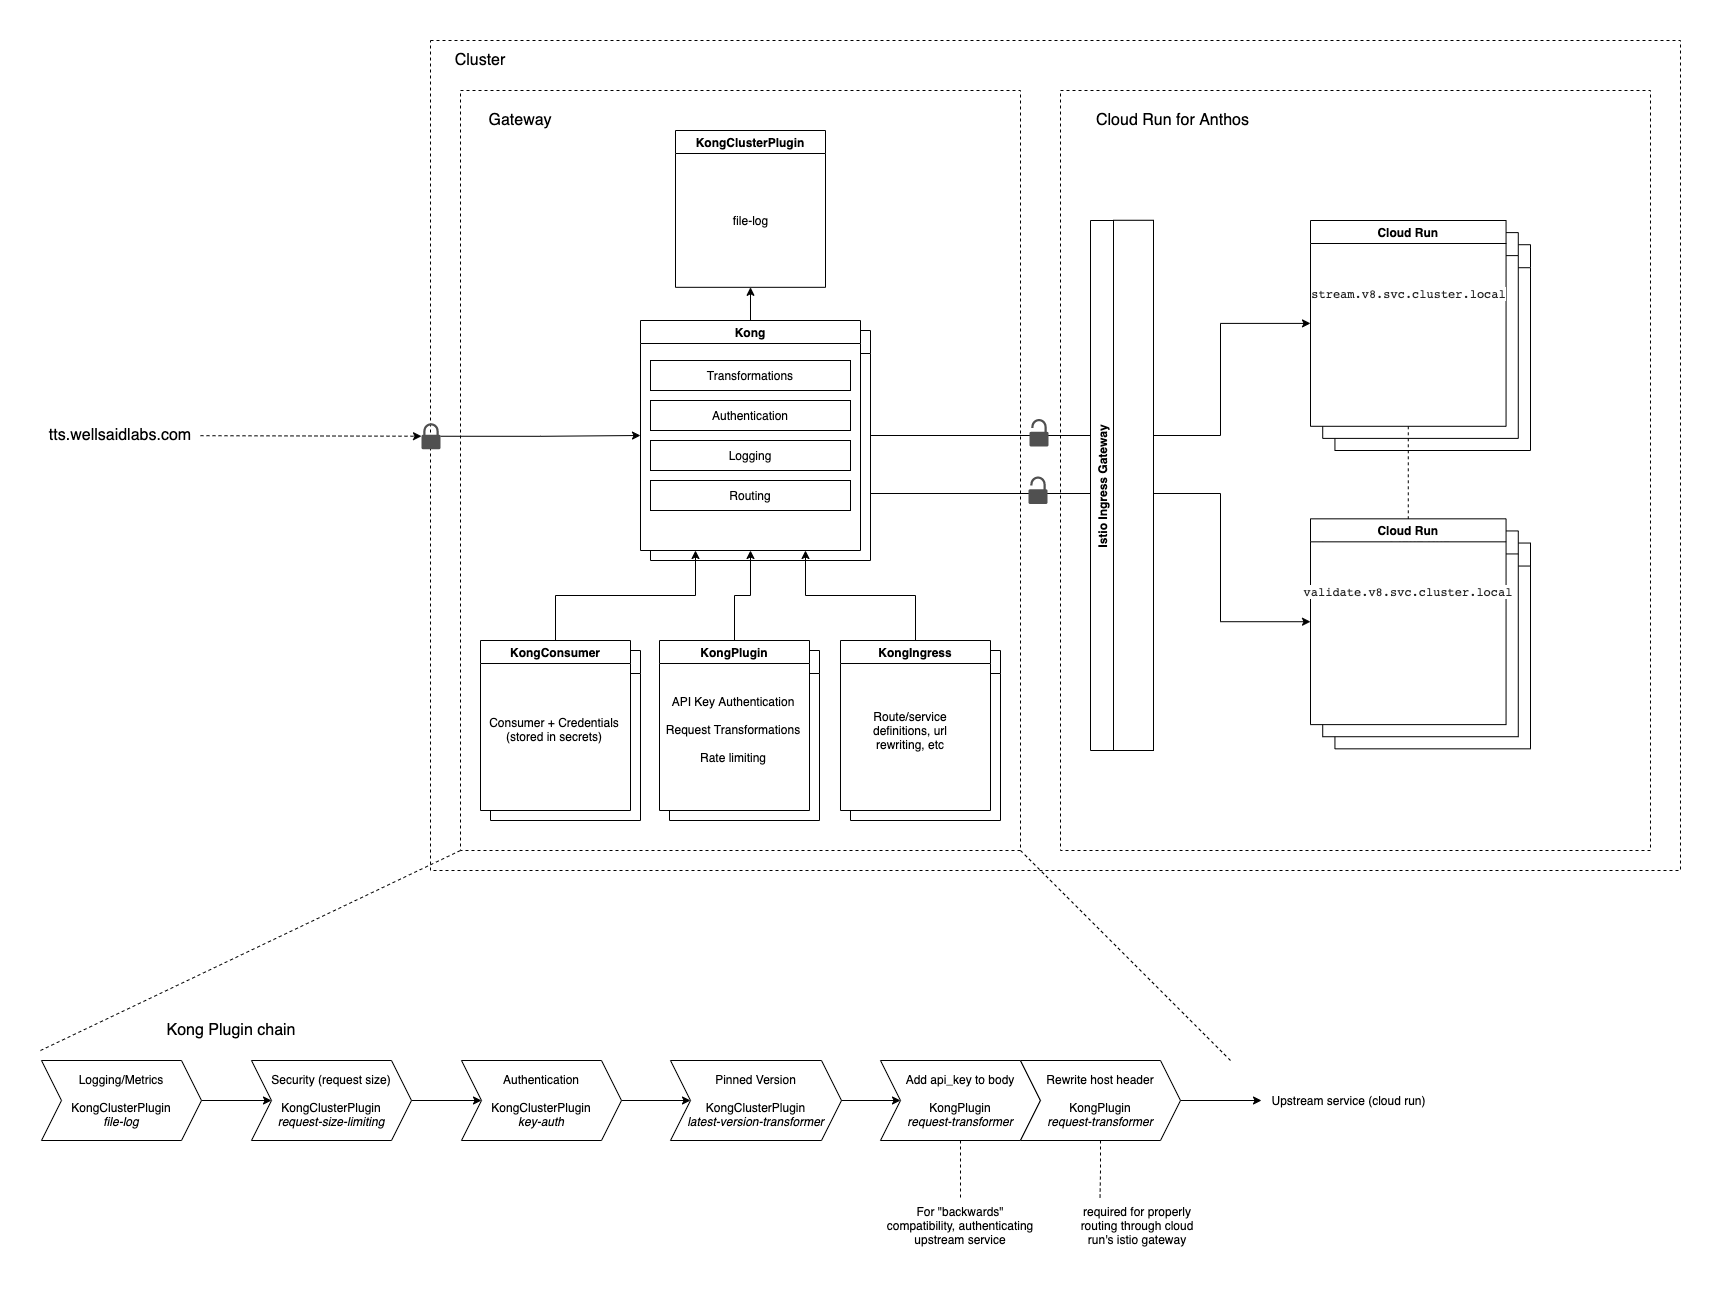 Cluster
Gateway
Cloud Run for Anthos
KongClusterPlugin
file-log
Kong
Transformations
Authentication
Logging
Routing
tts.wellsaidlabs.com
Istio Ingress Gateway
Cloud Run
stream.v8.svc.cluster.local
Cloud Run
validate.v8.svc.cluster.local
KongConsumer
Consumer + Credentials
(stored in secrets)
KongPlugin
API Key Authentication
Request Transformations
Rate limiting
KongIngress
Route/service
definitions, url
rewriting, etc
Kong Plugin chain
Logging/Metrics
KongClusterPlugin
file-log
Security (request size)
KongClusterPlugin
request-size-limiting
Authentication
KongClusterPlugin
key-auth
Pinned Version
KongClusterPlugin
latest-version-transformer
Add api_key to body
KongPlugin
request-transformer
Rewrite host header
KongPlugin
request-transformer
Upstream service (cloud run)
For "backwards"
compatibility, authenticating
upstream service
required for properly
routing through cloud
run's istio gateway